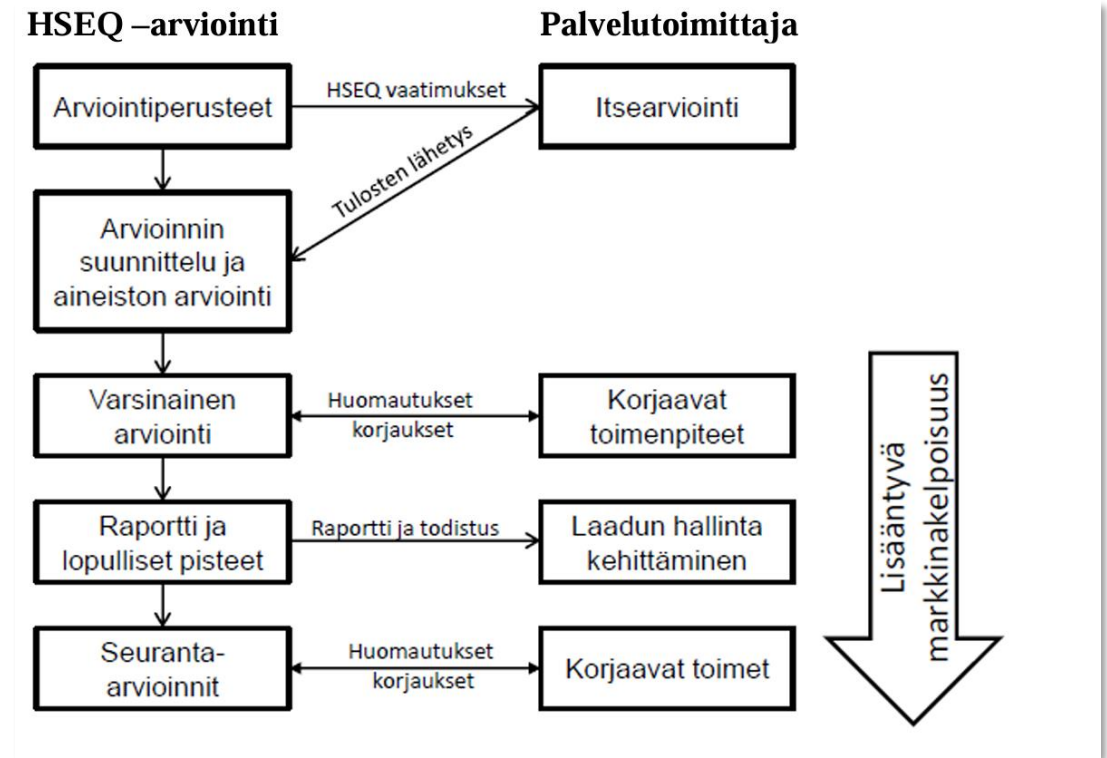 HSEQ –arviointi
Palvelutoimittaja
Arviointiperusteet
HSEQ vaatimukset
Itsearviointi
Tulosten lähetys
Arvioinnin
suunnittelu ja
aineiston arviointi
Varsinainen
arviointi
Huomautukset
korjaukset
Korjaavat
toimenpiteet
Raportti ja
lopulliset pisteet
Raportti ja todistus
Laadun hallinta
kehittäminen
Seuranta-
arvioinnit
Huomautukset
korjaukset
Korjaavat toimet
Lisääntyvä
markkinakelpoisuus